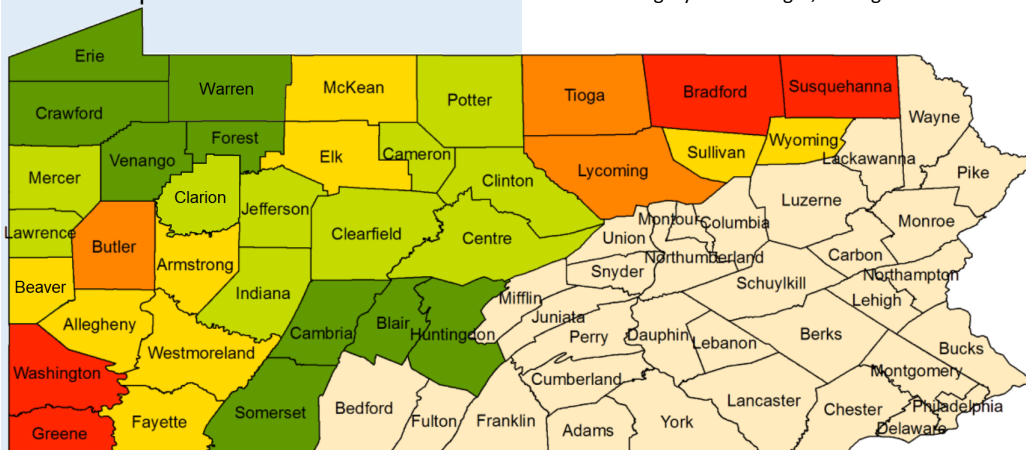 Erie
Warren
McKean
Potter
Tioga
Bradford
Susquehanna
Wayne
Crawford
Forest
Venango
Elk
Cameron
Lycoming
Sullivan
Wyoming
Lackawanna
Pike
Mercer
Clarion
Jefferson
Clinton
Luzerne
Monroe
Lawrence
Butler
Armstrong
Clearfield
Centre
Union
Montour
Columbia
Northumberland
Carbon
Northampton
Beaver
Indiana
Snyder
Schuylkill
Lehigh
Allegheny
Westmoreland
Cambria
Blair
Huntingdon
Mifflin
Juniata
Perry
Dauphin
Lebanon
Berks
Bucks
Washington
Cumberland
Montgomery
Greene
Fayette
Somerset
Bedford
Fulton
Franklin
Adams
York
Lancaster
Chester
Philadelphia
Delaware